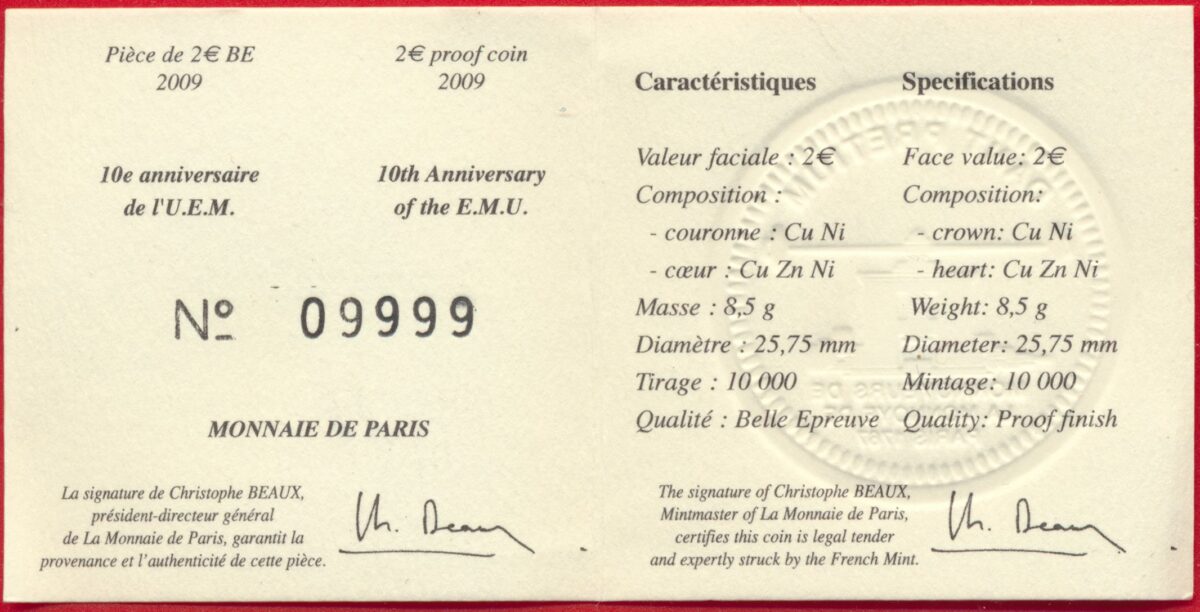 Pièce de 2€ BE
2009
2€ proof coin
2009
10e anniversaire
de l'U.E.M.
10th Anniversary
of the E.M.U.
Nº 09999
MONNAIE DE PARIS
La signature de Christophe BEAUX,
président-directeur général
de La Monnaie de Paris, garantit la
provenance et l'authenticité de cette pièce.
Ch. Beaux
Caractéristiques
Valeur faciale : 2€
Composition :
- couronne : Cu Ni
- cœur : Cu Zn Ni
Masse : 8,5 g
Diamètre : 25,75 mm
Tirage : 10 000
Qualité : Belle Epreuve
Specifications
Face value: 2€
Composition:
- crown: Cu Ni
- heart: Cu Zn Ni
Weight: 8,5 g
Diameter: 25,75 mm
Mintage: 10 000
Quality: Proof finish
The signature of Christophe BEAUX,
Mintmaster of La Monnaie de Paris,
certifies this coin is legal tender
and expertly struck by the French Mint.
Ch. Beaux